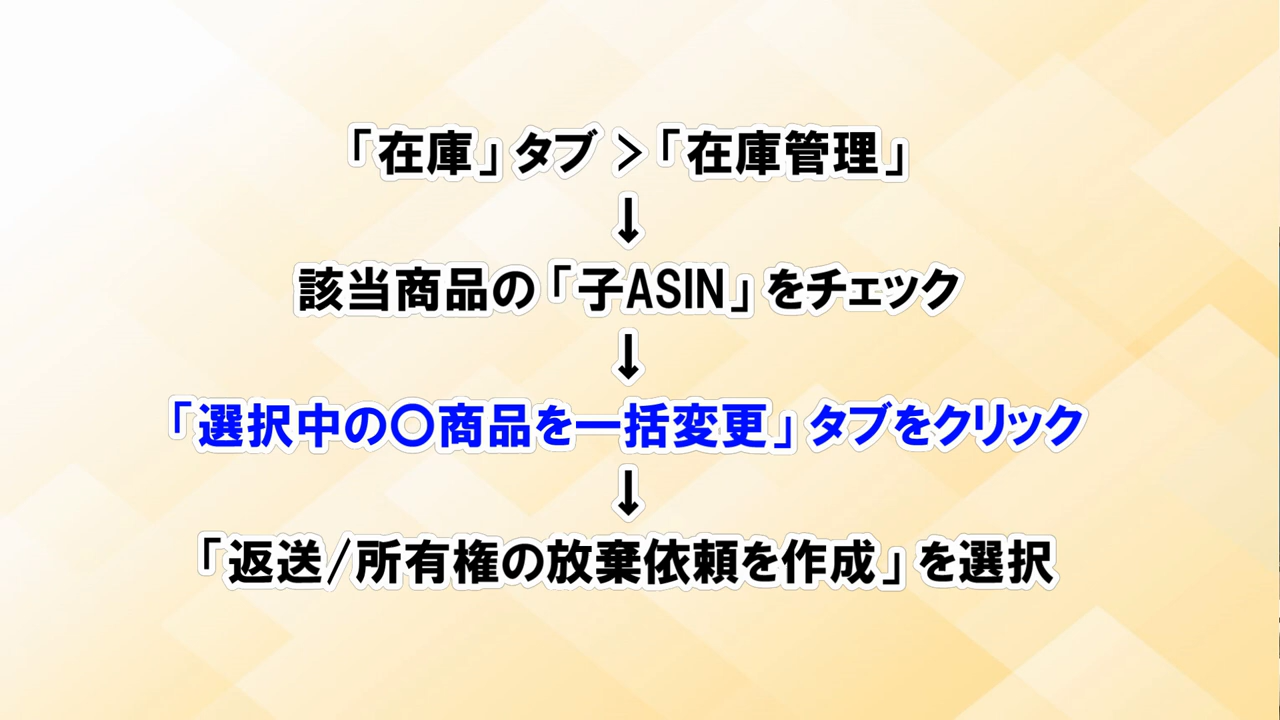 「在庫」タブ >「在庫管理」
↓
該当商品の「子ASIN」をチェック
↓
「選択中の〇商品を一括変更」タブをクリック
↓
「返送/所有権の放棄依頼を作成」を選択